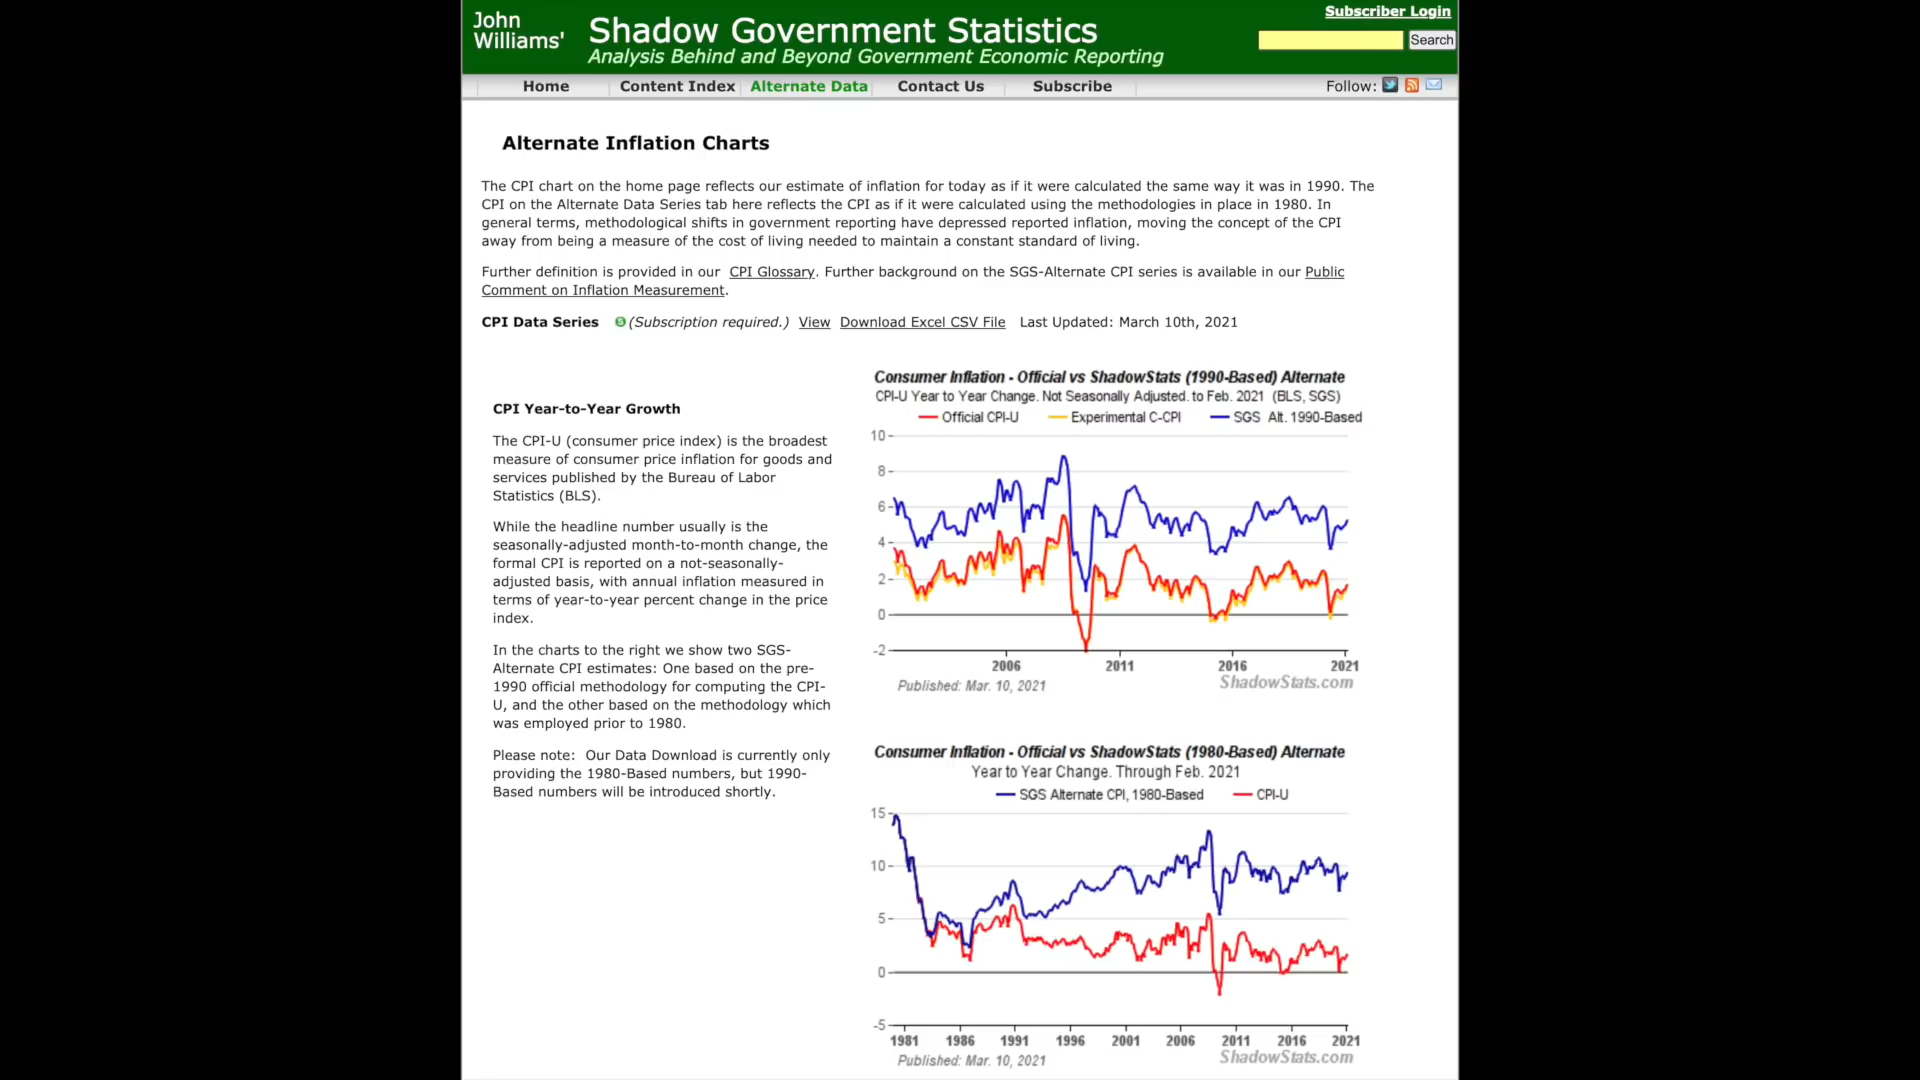 John
Williams'
Shadow Government Statistics
Analysis Behind and Beyond Government Economic Reporting
Subscriber Login
Search
Home
Content Index
Alternate Data
Contact Us
Subscribe
Follow:
Alternate Inflation Charts
The CPI chart on the home page reflects our estimate of inflation for today as if it were calculated the same way it was in 1990. The
CPI on the Alternate Data Series tab here reflects the CPI as if it were calculated using the methodologies in place in 1980. In
general terms, methodological shifts in government reporting have depressed reported inflation, moving the concept of the CPI
away from being a measure of the cost of living needed to maintain a constant standard of living.
Further definition is provided in our CPI Glossary. Further background on the SGS-Alternate CPI series is available in our Public
Comment on Inflation Measurement.
CPI Data Series S (Subscription required.) View Download Excel CSV File Last Updated: March 10th, 2021
CPI Year-to-Year Growth
The CPI-U (consumer price index) is the broadest
measure of consumer price inflation for goods and
services published by the Bureau of Labor
Statistics (BLS).
While the headline number usually is the
seasonally-adjusted month-to-month change, the
formal CPI is reported on a not-seasonally-
adjusted basis, with annual inflation measured in
terms of year-to-year percent change in the price
index.
In the charts to the right we show two SGS-
Alternate CPI estimates: One based on the pre-
1990 official methodology for computing the CPI-
U, and the other based on the methodology which
was employed prior to 1980.
Please note: Our Data Download is currently only
providing the 1980-Based numbers, but 1990-
Based numbers will be introduced shortly.
Consumer Inflation - Official vs ShadowStats (1990-Based) Alternate
CPI-U Year to Year Change. Not Seasonally Adjusted. to Feb. 2021 (BLS, SGS)
Official CPI-U Experimental C-CPI SGS Alt. 1990-Based
10
8
6
4
2
0
-2
2006 2011 2016 2021
Published: Mar. 10, 2021
ShadowStats.com
Consumer Inflation - Official vs ShadowStats (1980-Based) Alternate
Year to Year Change. Through Feb. 2021
SGS Alternate CPI, 1980-Based CPI-U
15
10
5
0
-5
1981 1986 1991 1996 2001 2006 2011 2016 2021
Published: Mar. 10, 2021
ShadowStats.com